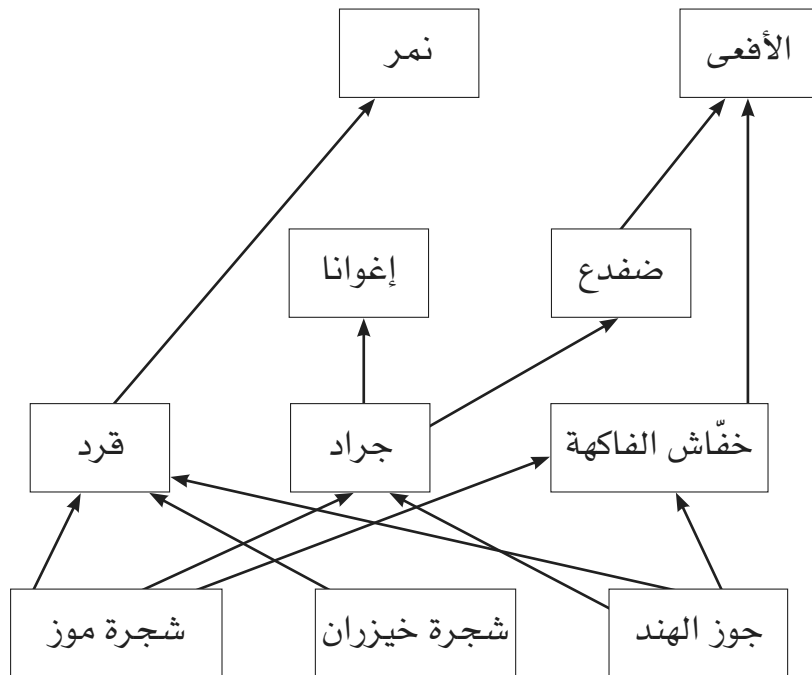 الأفعى
نمر
ضفدع
إغوانا
خفّاش الفاكهة
جراد
قرد
جوز الهند
شجرة خيزران
شجرة موز